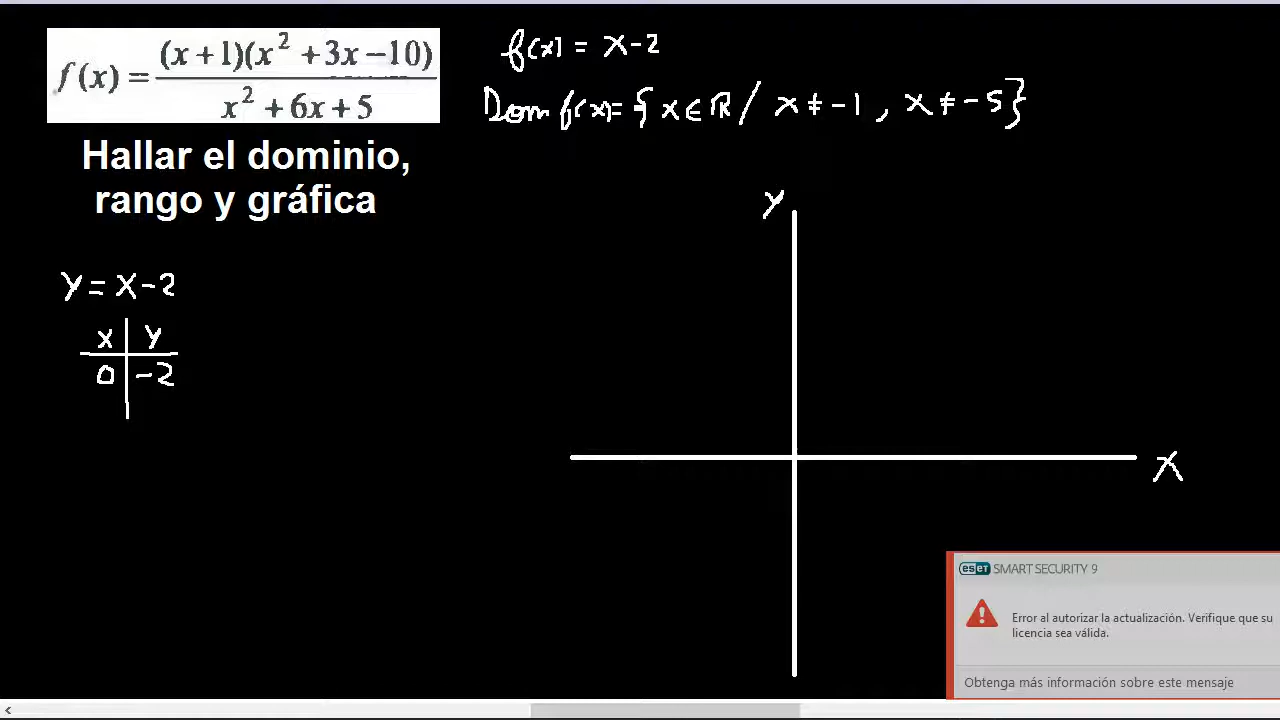 f(x) = (x+1)(x² +3x−10) / x² +6x+5
Hallar el dominio,
rango y gráfica
f(x) = x-2
Dom f(x)= { x ∈ ℝ / x ≠ -1 , x ≠ -5}
Y = X-2
X | Y
0 | -2
Y
X
eset SMART SECURITY 9
Error al autorizar la actualización. Verifique que su
licencia sea válida.
Obtenga más información sobre este mensaje